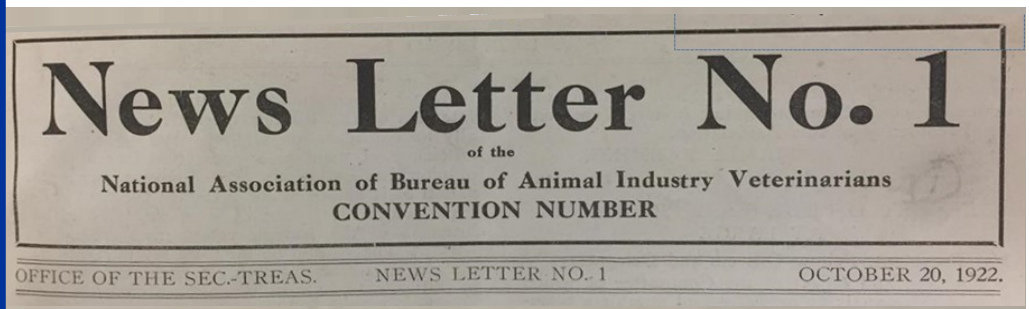 News Letter No. 1
of the
National Association of Bureau of Animal Industry Veterinarians
CONVENTION NUMBER
OFFICE OF THE SEC.-TREAS. NEWS LETTER NO. 1 OCTOBER 20, 1922.